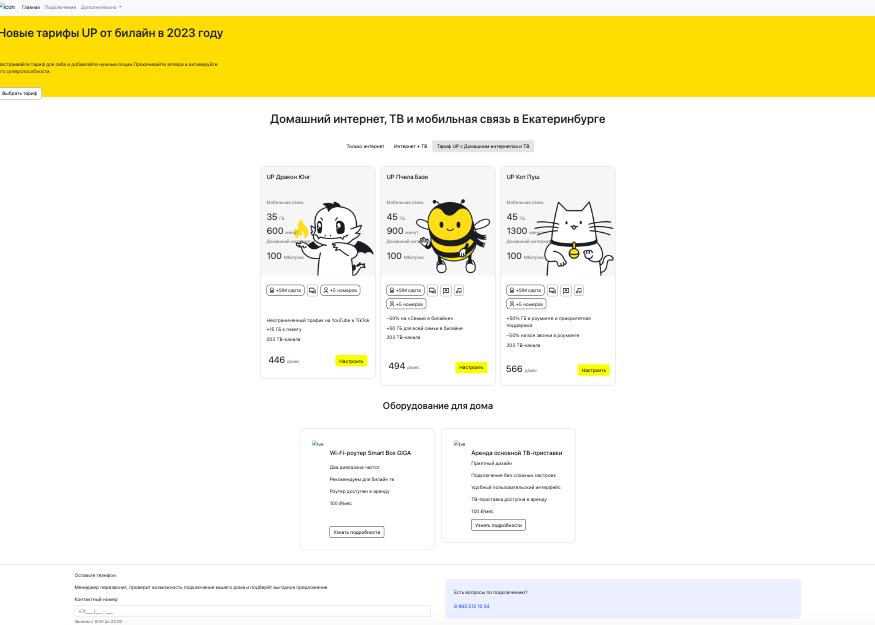 icon Главная Подключение Дополнительно
Новые тарифы UP от билайн в 2023 году
Настраивайте тариф для себя и добавляйте нужные опции. Прокачивайте аппера и активируйте
его суперспособности.
Выбрать тариф
Домашний интернет, ТВ и мобильная связь в Екатеринбурге
Только интернет Интернет + ТВ Тариф UP с Домашним интернетом и ТВ
UP Дракон Юнг
Мобильная связь
35 ГБ
600 минут
Домашний интернет
100 Мбит/сек
+SIM карта
+5 номеров
Неограниченный трафик на YouTube и TikTok
+15 ГБ к пакету
203 ТВ-канала
446 р/мес
Настроить
UP Пчела Базя
Мобильная связь
45 ГБ
900 минут
Домашний
100 Мбит/сек
+SIM карта
+5 номеров
−50% на «Семью в билайне»
+50 ГБ для всей семьи в билайне
203 ТВ-канала
494 р/мес
Настроить
UP Кот Пуш
Мобильная связь
45 ГБ
1300 минут
Домашний интернет
100 Мбит/сек
+SIM карта
+5 номеров
+50% ГБ к роуминге и приоритетная
поддержка
−50% на все звонки в роуминге
203 ТВ-канала
566 р/мес
Настроить
Оборудование для дома
Wi-Fi-роутер Smart Box GIGA
Два диапазона частот
Рекомендуем для билайн тв
Роутер доступен в аренду
100 ₽/мес
Узнать подробности
Аренда основной ТВ-приставки
Приятный дизайн
Подключение без сложных настроек
Удобный пользовательский интерфейс
ТВ-приставка доступна в аренду
100 ₽/мес
Узнать подробности
Оставьте телефон
Менеджер перезвонит, проверит возможность подключения вашего дома и подберёт выгодное предложение
Контактный номер
+7(___)___-____
Звоним с 9:00 до 22:00
Есть вопросы по подключению?
8 965 512 10 54